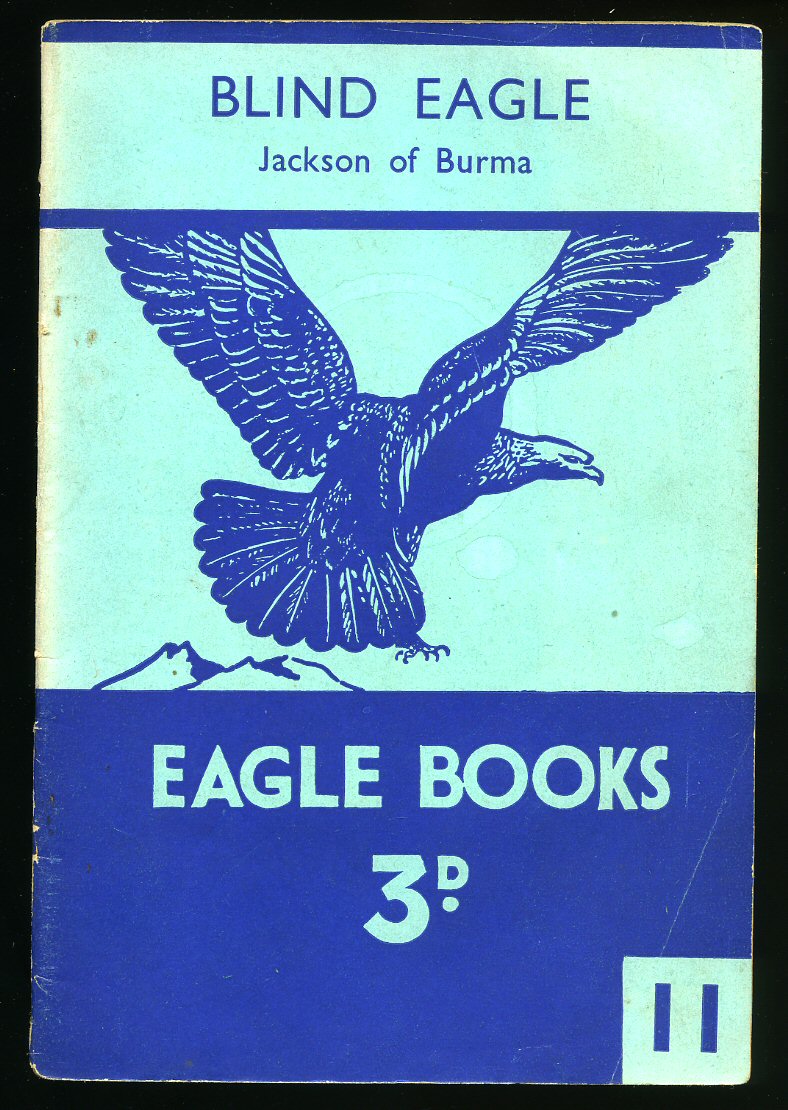 BLIND EAGLE
Jackson of Burma
EAGLE BOOKS
3D.
11